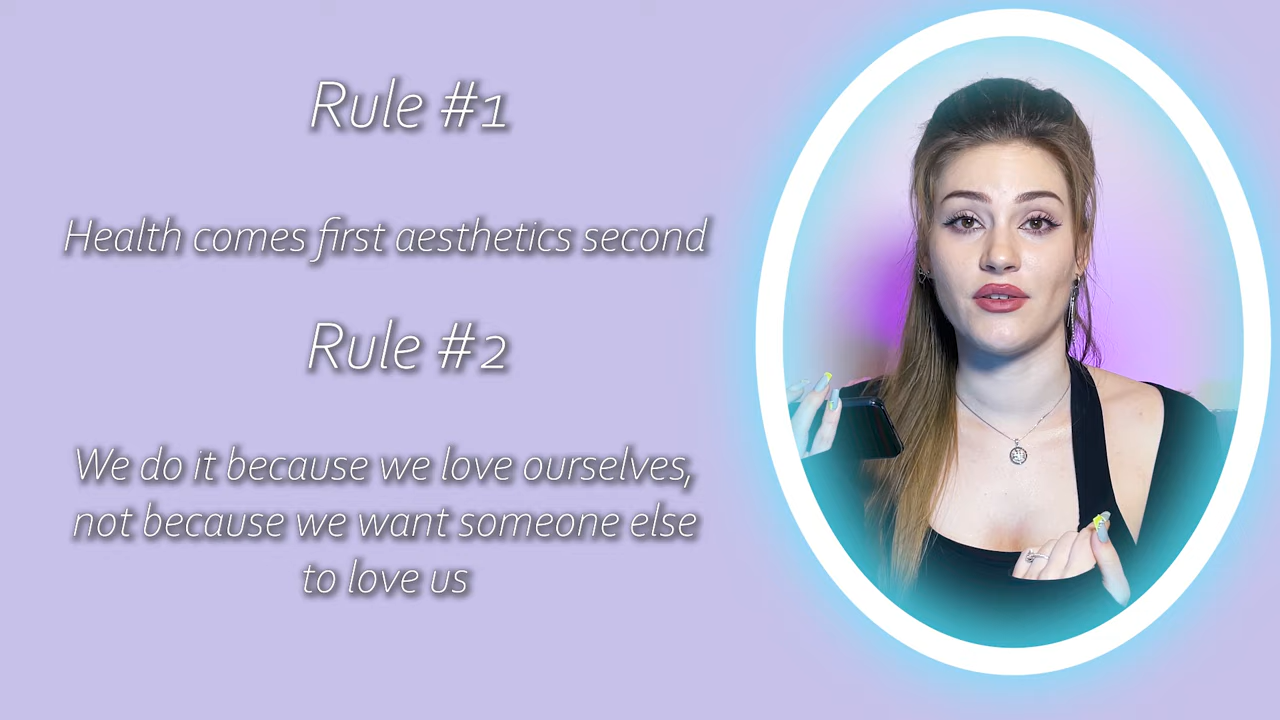 Rule #1
Health comes first aesthetics second
Rule #2
We do it because we love ourselves,
not because we want someone else
to love us